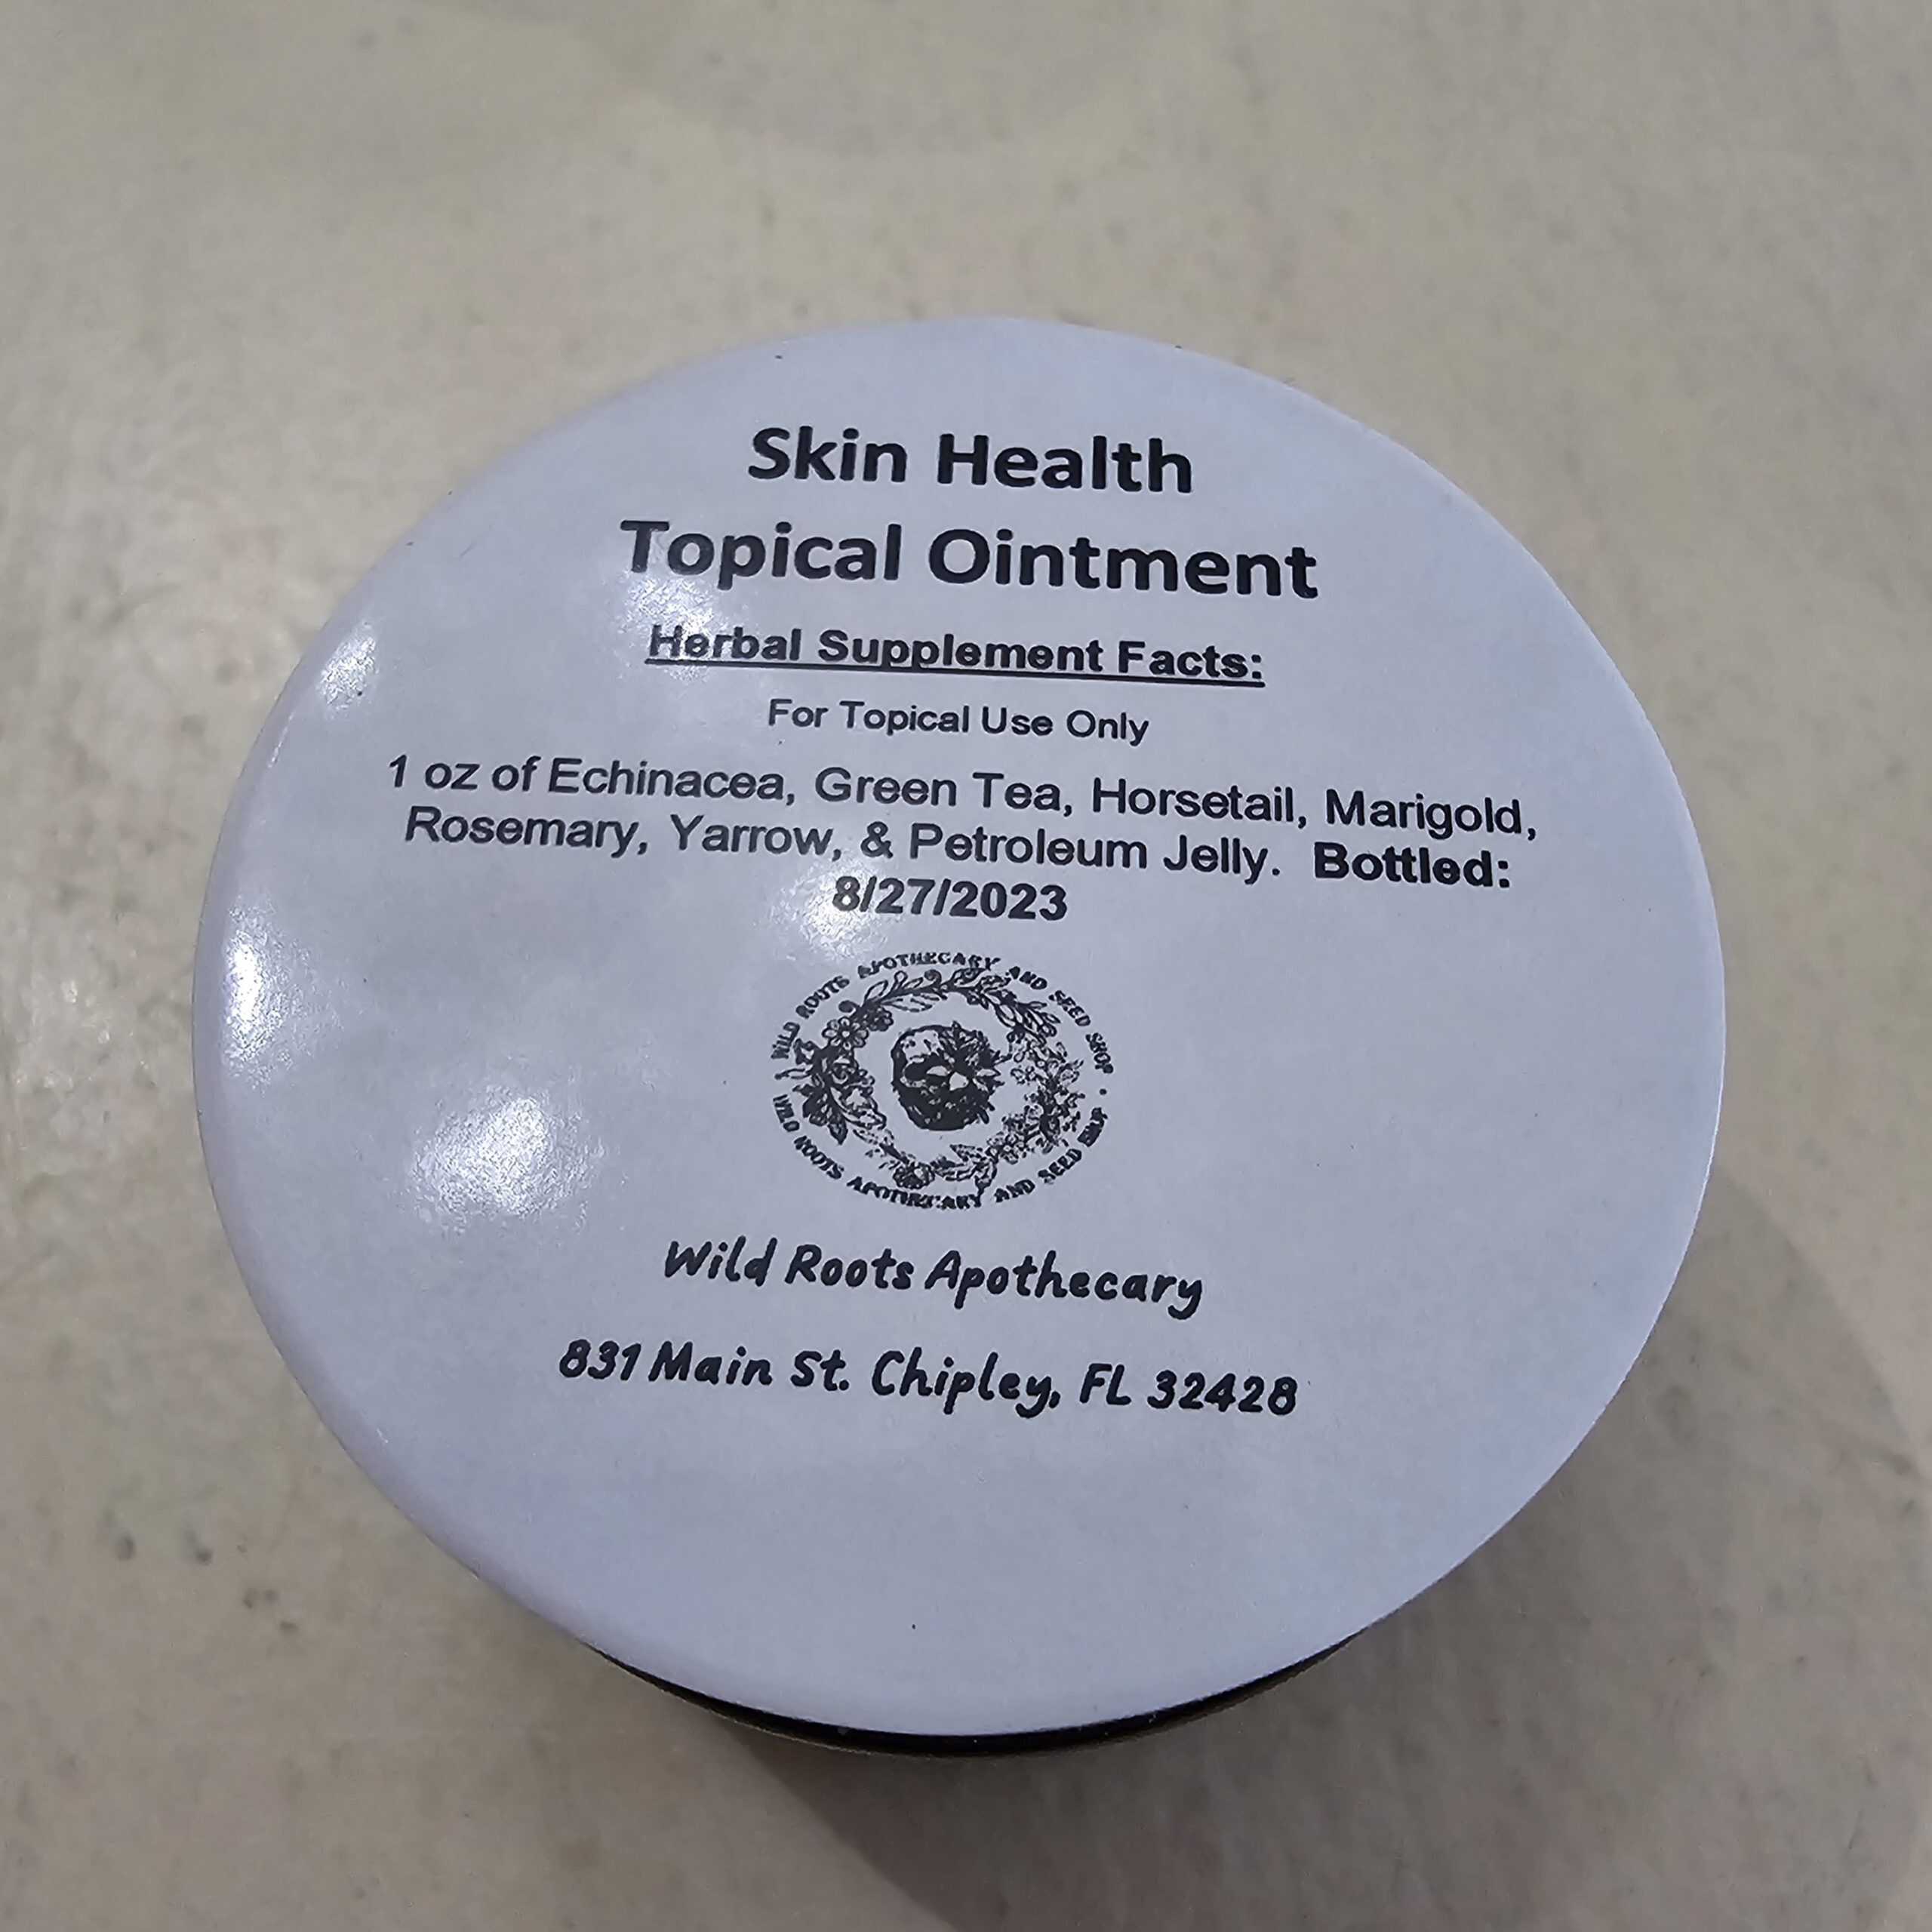 Skin Health
Topical Ointment
Herbal Supplement Facts:
For Topical Use Only
1 oz of Echinacea, Green Tea, Horsetail, Marigold,
Rosemary, Yarrow, & Petroleum Jelly. Bottled:
8/27/2023
WILD ROOTS APOTHECARY AND SEED SHOP •
WILD ROOTS APOTHECARY AND SEED SHOP
Wild Roots Apothecary
831 Main St. Chipley, FL 32428